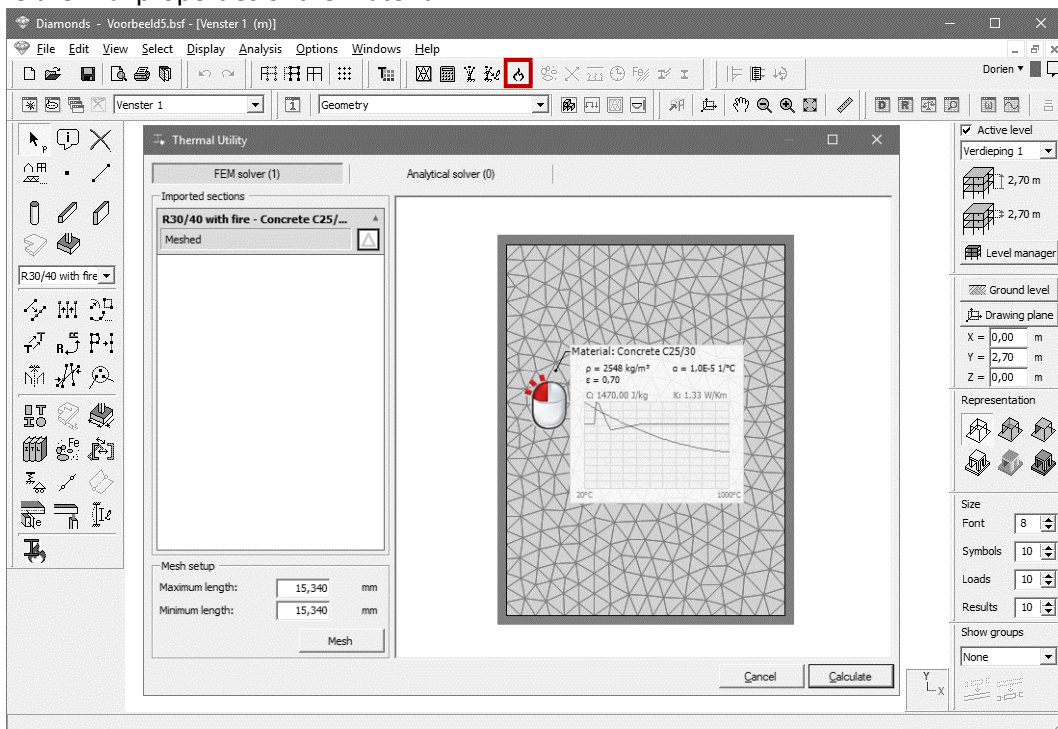 Diamonds - Voorbeeld5.bsf - [Venster 1 (m)]
File Edit View Select Display Analysis Options Windows Help
Dorien
Venster 1
Geometry
Active level
Verdieping 1
2,70 m
2,70 m
Level manager
Ground level
Drawing plane
X = 0,00 m
Y = 2,70 m
Z = 0,00 m
Representation
Size
Font 8
Symbols 10
Loads 10
Results 10
Show groups
None
R30/40 with fire
Thermal Utility
FEM solver (1)
Analytical solver (0)
Imported sections
R30/40 with fire - Concrete C25/...
Meshed
Material: Concrete C25/30
ρ = 2548 kg/m³ α = 1,0E-5 1/°C
ε = 0,70
C: 1470,00 J/kg K: 1,33 W/Km
20°C 1000°C
Mesh setup
Maximum length: 15,340 mm
Minimum length: 15,340 mm
Mesh
Cancel
Calculate
Y
X